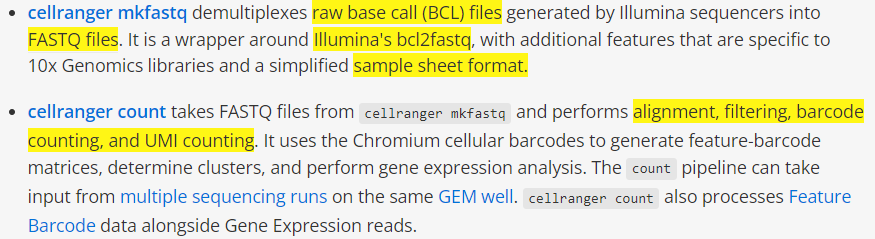 • cellranger mkfastq demultiplexes raw base call (BCL) files generated by Illumina sequencers into
FASTQ files. It is a wrapper around Illumina's bcl2fastq, with additional features that are specific to
10x Genomics libraries and a simplified sample sheet format.
• cellranger count takes FASTQ files from cellranger mkfastq and performs alignment, filtering, barcode
counting, and UMI counting. It uses the Chromium cellular barcodes to generate feature-barcode
matrices, determine clusters, and perform gene expression analysis. The count pipeline can take
input from multiple sequencing runs on the same GEM well. cellranger count also processes Feature
Barcode data alongside Gene Expression reads.